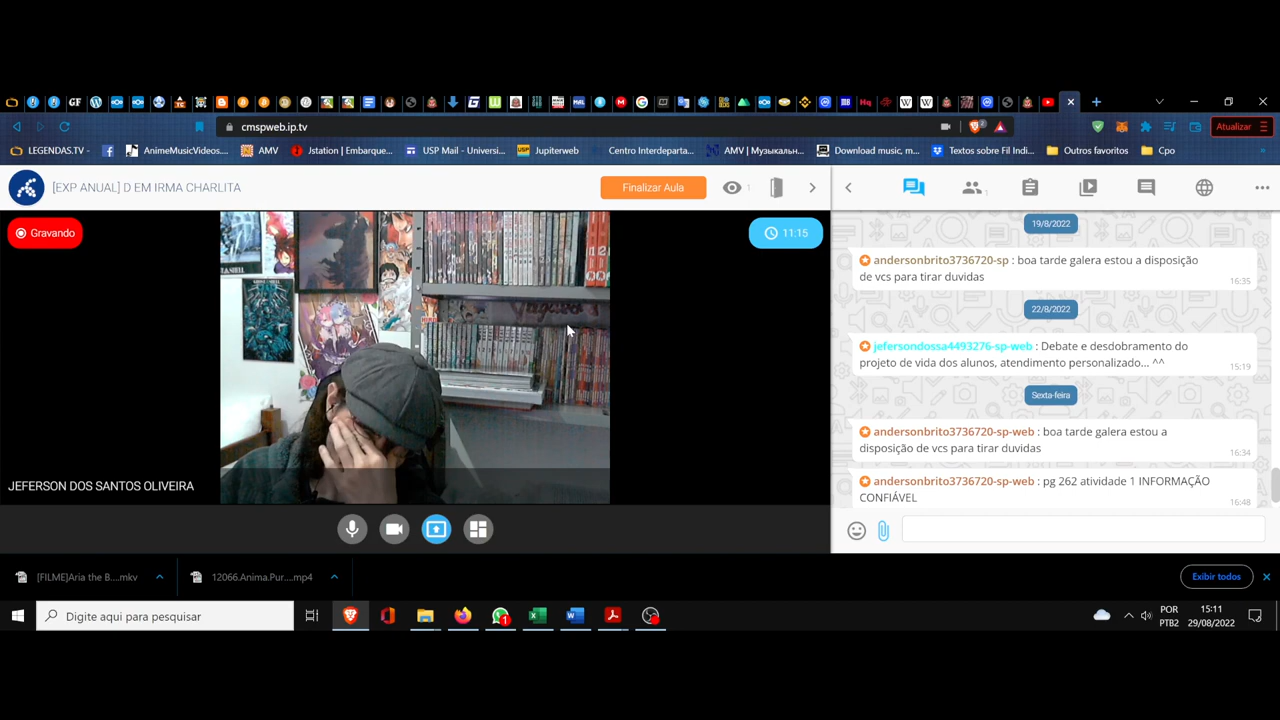 cmspweb.ip.tv
2
Atualizar
LEGENDAS.TV -
AnimeMusicVideos...
AMV
Jstation | Embarque...
USP Mail - Universi...
Jupiterweb
Centro Interdeparta...
AMV | Музыкальн...
Download music, m...
Textos sobre Fil Indi...
Outros favoritos
Cpo
»
[EXP ANUAL] D EM IRMA CHARLITA
Finalizar Aula
1
1
Gravando
11:15
JEFERSON DOS SANTOS OLIVEIRA
19/8/2022
andersonbrito3736720-sp : boa tarde galera estou a disposição
de vcs para tirar duvidas
16:35
22/8/2022
jefersondossa4493276-sp-web : Debate e desdobramento do
projeto de vida dos alunos, atendimento personalizado... ^^
15:19
Sexta-feira
andersonbrito3736720-sp-web : boa tarde galera estou a
disposição de vcs para tirar duvidas
16:34
andersonbrito3736720-sp-web : pg 262 atividade 1 INFORMAÇÃO
CONFIÁVEL
16:48
[FILME]Aria the B....mkv
12066.Anima.Pur....mp4
Exibir todos
Digite aqui para pesquisar
1
POR
PTB2
15:11
29/08/2022